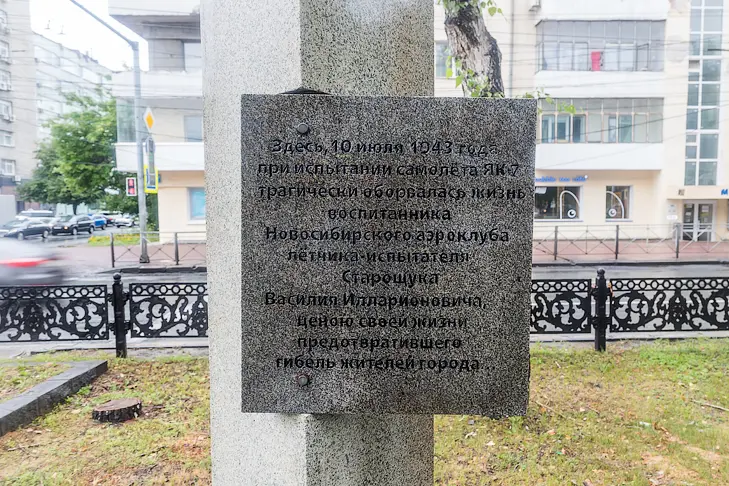 Здесь, 10 июля 1943 года
при испытании самолёта ЯК-7
трагически оборвалась жизнь
воспитанника
Новосибирского аэроклуба
лётчика-испытателя
Старощука
Василия Илларионовича,
ценою своей жизни
предотвратившего
гибель жителей города